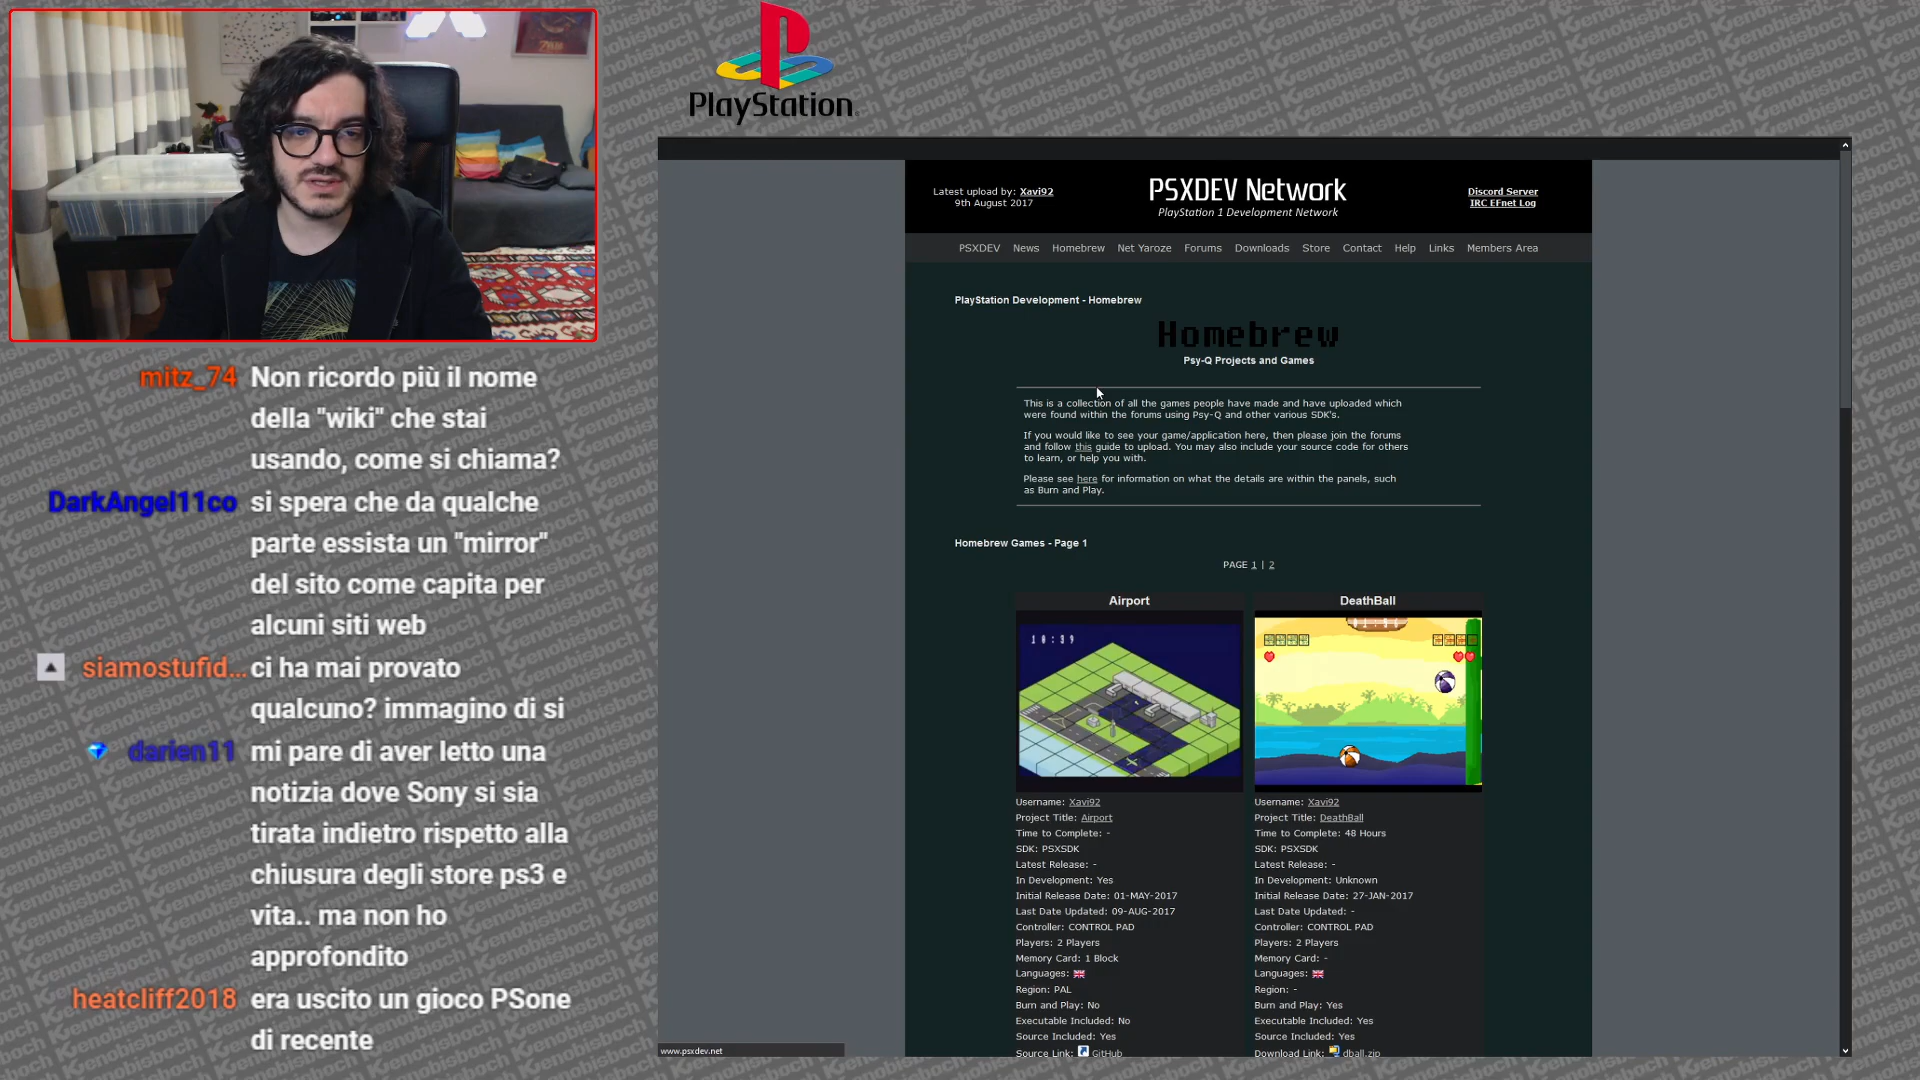 PlayStation
mitz_74 Non ricordo più il nome
della "wiki" che stai
usando, come si chiama?
DarkAngel11co si spera che da qualche
parte essista un "mirror"
del sito come capita per
alcuni siti web
siamostufid... ci ha mai provato
qualcuno? immagino di si
darien11 mi pare di aver letto una
notizia dove Sony si sia
tirata indietro rispetto alla
chiusura degli store ps3 e
vita.. ma non ho
approfondito
heatcliff2018 era uscito un gioco PSone
di recente
Latest upload by: Xavi92
9th August 2017
PSXDEV Network
PlayStation 1 Development Network
Discord Server
IRC EFnet Log
PSXDEV News Homebrew Net Yaroze Forums Downloads Store Contact Help Links Members Area
PlayStation Development - Homebrew
Homebrew
Psy-Q Projects and Games
This is a collection of all the games people have made and have uploaded which
were found within the forums using Psy-Q and other various SDK's.
If you would like to see your game/application here, then please join the forums
and follow this guide to upload. You may also include your source code for others
to learn, or help you with.
Please see here for information on what the details are within the panels, such
as Burn and Play.
Homebrew Games - Page 1
PAGE 1 | 2
Airport
10:39
Username: Xavi92
Project Title: Airport
Time to Complete: -
SDK: PSXSDK
Latest Release: -
In Development: Yes
Initial Release Date: 01-MAY-2017
Last Date Updated: 09-AUG-2017
Controller: CONTROL PAD
Players: 2 Players
Memory Card: 1 Block
Languages:
Region: PAL
Burn and Play: No
Executable Included: No
Source Included: Yes
Source Link: GitHub
DeathBall
Username: Xavi92
Project Title: DeathBall
Time to Complete: 48 Hours
SDK: PSXSDK
Latest Release: -
In Development: Unknown
Initial Release Date: 27-JAN-2017
Last Date Updated: -
Controller: CONTROL PAD
Players: 2 Players
Memory Card: -
Languages:
Region: -
Burn and Play: Yes
Executable Included: Yes
Source Included: Yes
Download Link: dball.zip
www.psxdev.net
Kenobisboch